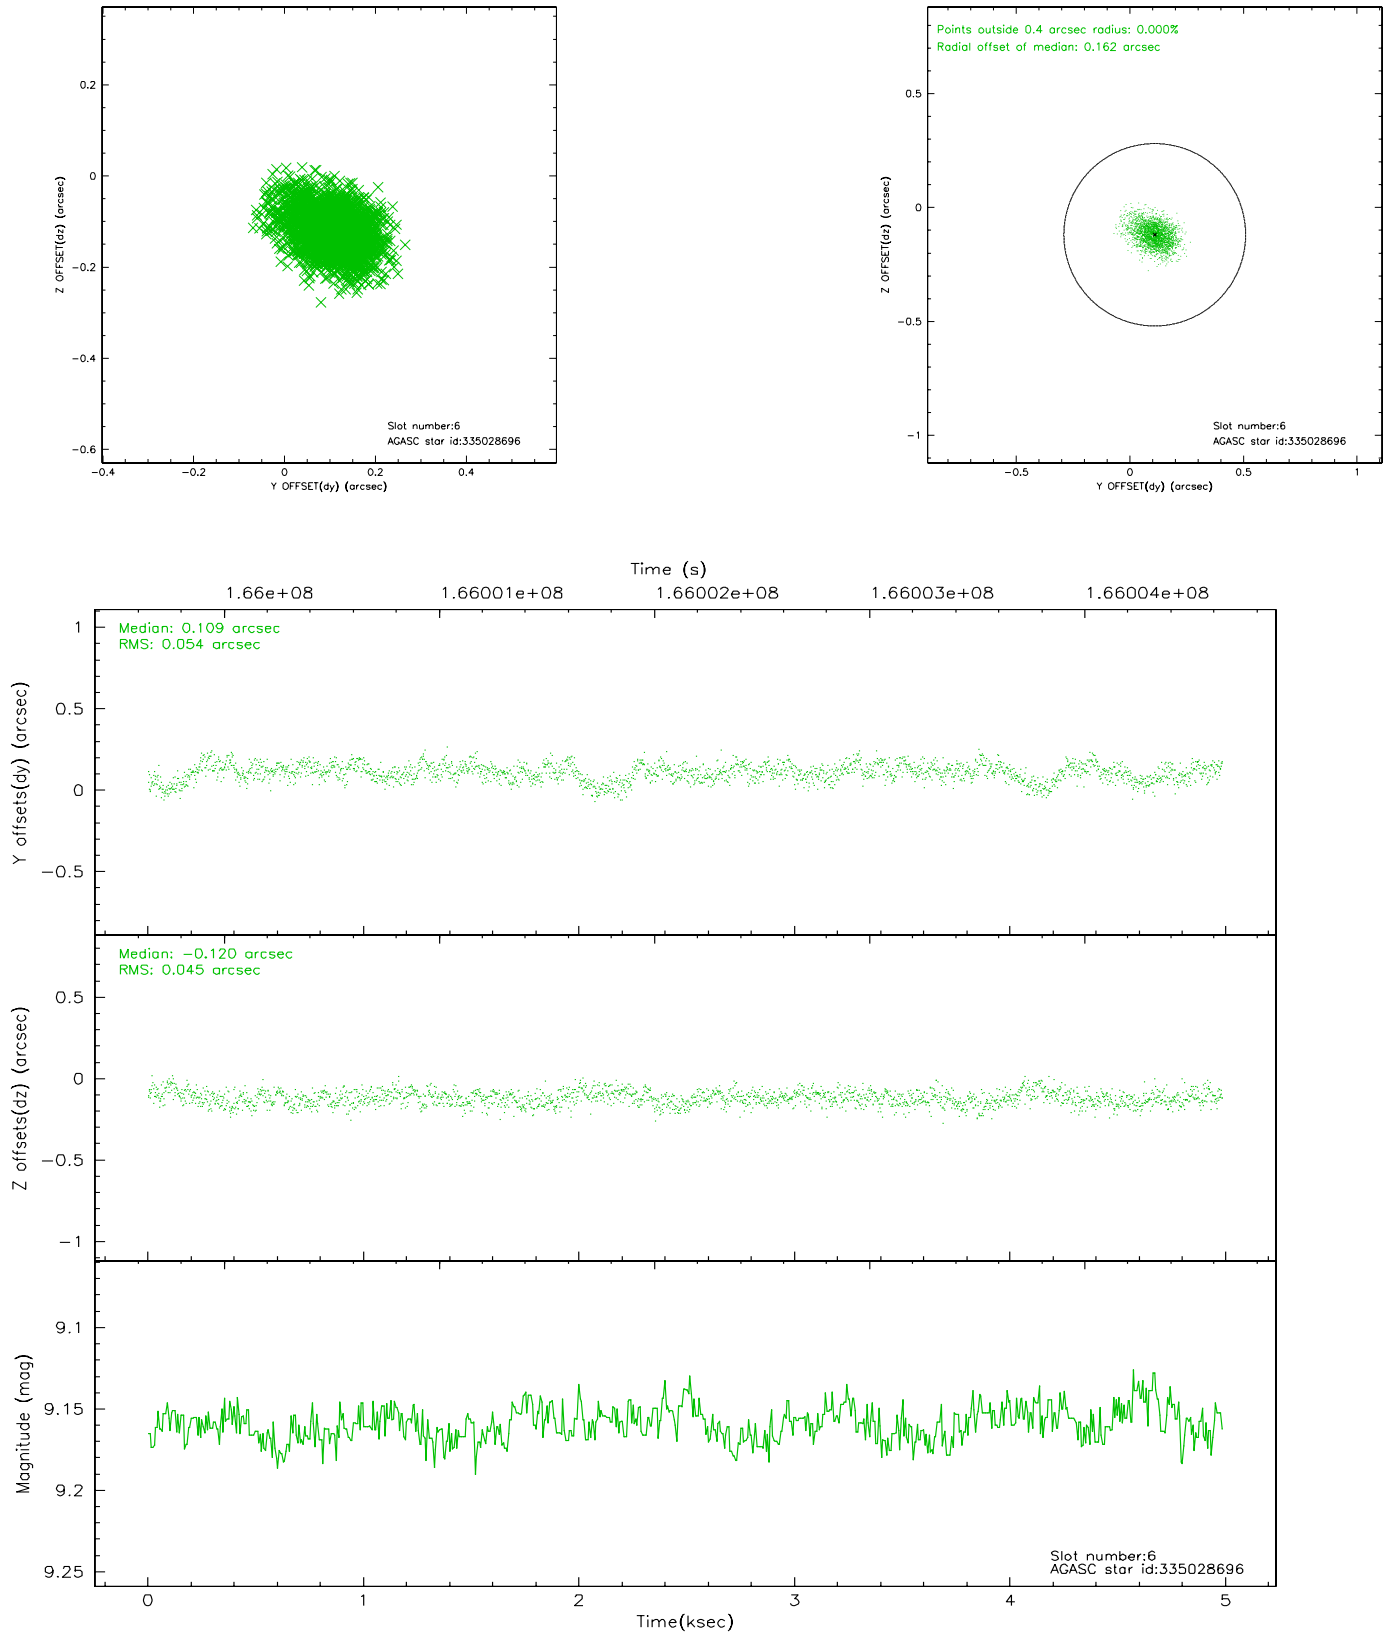 0.2
0
−0.2
−0.4
−0.6
Z OFFSET(dz) (arcsec)
Slot number:6
AGASC star id:335028696
−0.4
−0.2
0
0.2
0.4
Y OFFSET(dy) (arcsec)
Points outside 0.4 arcsec radius: 0.000%
Radial offset of median: 0.162 arcsec
0.5
0
−0.5
−1
Z OFFSET(dz) (arcsec)
Slot number:6
AGASC star id:335028696
−0.5
0
0.5
1
Y OFFSET(dy) (arcsec)
Time (s)
1.66e+08
1.66001e+08
1.66002e+08
1.66003e+08
1.66004e+08
Median: 0.109 arcsec
RMS: 0.054 arcsec
1
0.5
0
−0.5
Y offsets(dy) (arcsec)
Median: −0.120 arcsec
RMS: 0.045 arcsec
0.5
0
−0.5
−1
Z offsets(dz) (arcsec)
9.1
9.15
9.2
9.25
Magnitude (mag)
Slot number:6
AGASC star id:335028696
0
1
2
3
4
5
Time(ksec)